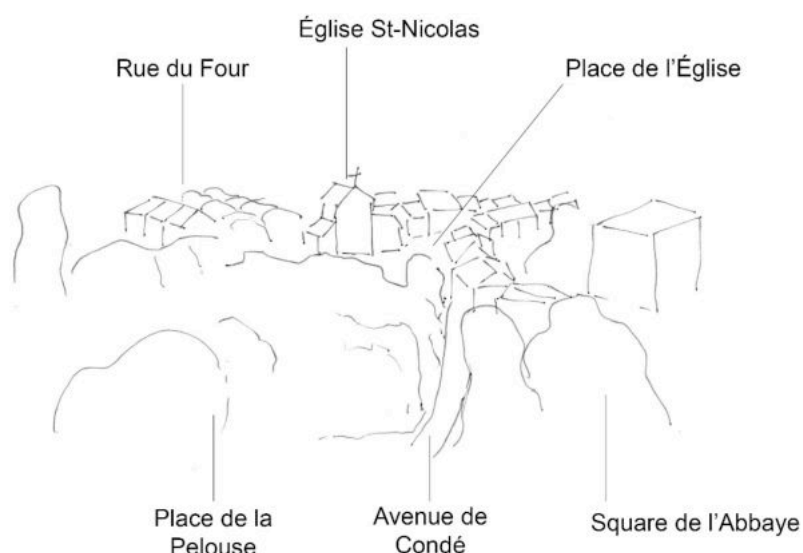 Église St-Nicolas
Rue du Four
Place de l'Église
Place de la
Pelouse
Avenue de
Condé
Square de l'Abbaye